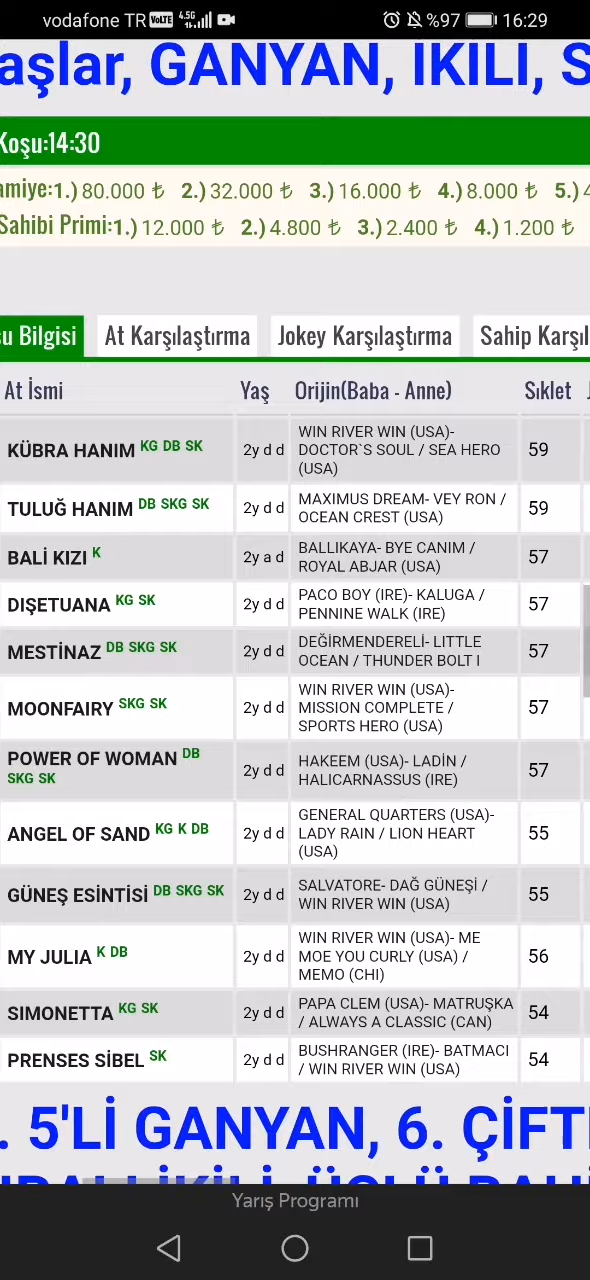 vodafone TR VoLTE 4.5G %97 16:29
aşlar, GANYAN, İKİLİ, S
Koşu:14:30
amiye:1.) 80.000 ₺ 2.) 32.000 ₺ 3.) 16.000 ₺ 4.) 8.000 ₺ 5.) 4
Sahibi Primi:1.) 12.000 ₺ 2.) 4.800 ₺ 3.) 2.400 ₺ 4.) 1.200 ₺
su Bilgisi At Karşılaştırma Jokey Karşılaştırma Sahip Karşıl
At İsmi Yaş Orijin(Baba - Anne) Sıklet
KÜBRA HANIM KG DB SK 2y d d WIN RIVER WIN (USA)-
DOCTOR`S SOUL / SEA HERO
(USA) 59
TULUĞ HANIM DB SKG SK 2y d d MAXIMUS DREAM- VEY RON /
OCEAN CREST (USA) 59
BALİ KIZI K 2y a d BALLIKAYA- BYE CANIM /
ROYAL ABJAR (USA) 57
DIŞETUANA KG SK 2y d d PACO BOY (IRE)- KALUGA /
PENNINE WALK (IRE) 57
MESTİNAZ DB SKG SK 2y d d DEĞİRMENDERELİ- LITTLE
OCEAN / THUNDER BOLT I 57
MOONFAIRY SKG SK 2y d d WIN RIVER WIN (USA)-
MISSION COMPLETE /
SPORTS HERO (USA) 57
POWER OF WOMAN DB
SKG SK 2y d d HAKEEM (USA)- LADİN /
HALICARNASSUS (IRE) 57
ANGEL OF SAND KG K DB 2y d d GENERAL QUARTERS (USA)-
LADY RAIN / LION HEART
(USA) 55
GÜNEŞ ESİNTİSİ DB SKG SK 2y d d SALVATORE- DAĞ GÜNEŞİ /
WIN RIVER WIN (USA) 55
MY JULIA K DB 2y d d WIN RIVER WIN (USA)- ME
MOE YOU CURLY (USA) /
MEMO (CHI) 56
SIMONETTA KG SK 2y d d PAPA CLEM (USA)- MATRUŞKA
/ ALWAYS A CLASSIC (CAN) 54
PRENSES SİBEL SK 2y d d BUSHRANGER (IRE)- BATMACI
/ WIN RIVER WIN (USA) 54
. 5'Lİ GANYAN, 6. ÇİFT
Yarış Programı